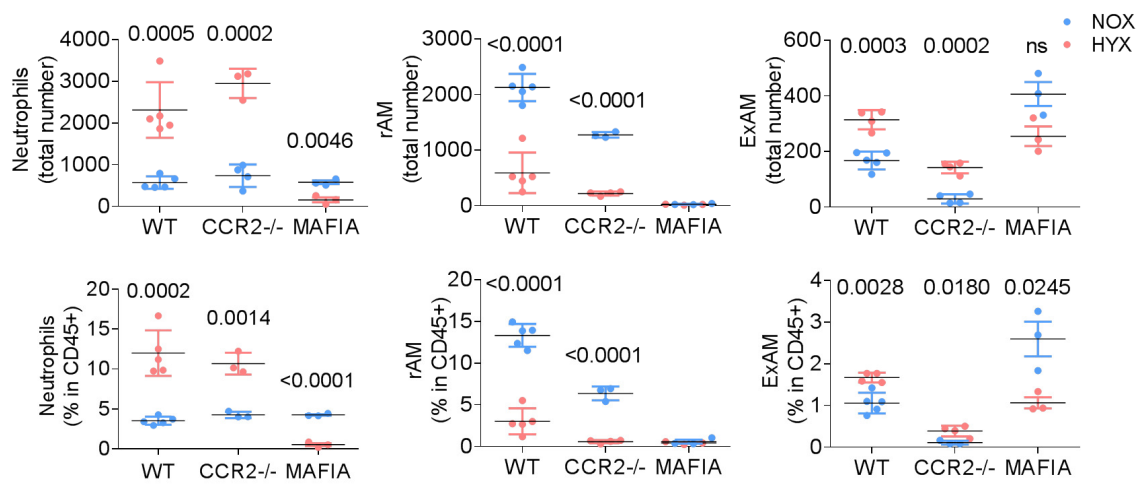 NOX
HYX
Neutrophils
(total number)
4000
3000
2000
1000
0
0.0005
0.0002
0.0046
WT
CCR2-/-
MAFIA
rAM
(total number)
3000
2000
1000
0
<0.0001
<0.0001
WT
CCR2-/-
MAFIA
ExAM
(total number)
600
400
200
0
0.0003
0.0002
ns
WT
CCR2-/-
MAFIA
Neutrophils
(% in CD45+)
20
15
10
5
0
0.0002
0.0014
<0.0001
WT
CCR2-/-
MAFIA
rAM
(% in CD45+)
20
15
10
5
0
<0.0001
<0.0001
WT
CCR2-/-
MAFIA
ExAM
(% in CD45+)
4
3
2
1
0
0.0028
0.0180
0.0245
WT
CCR2-/-
MAFIA